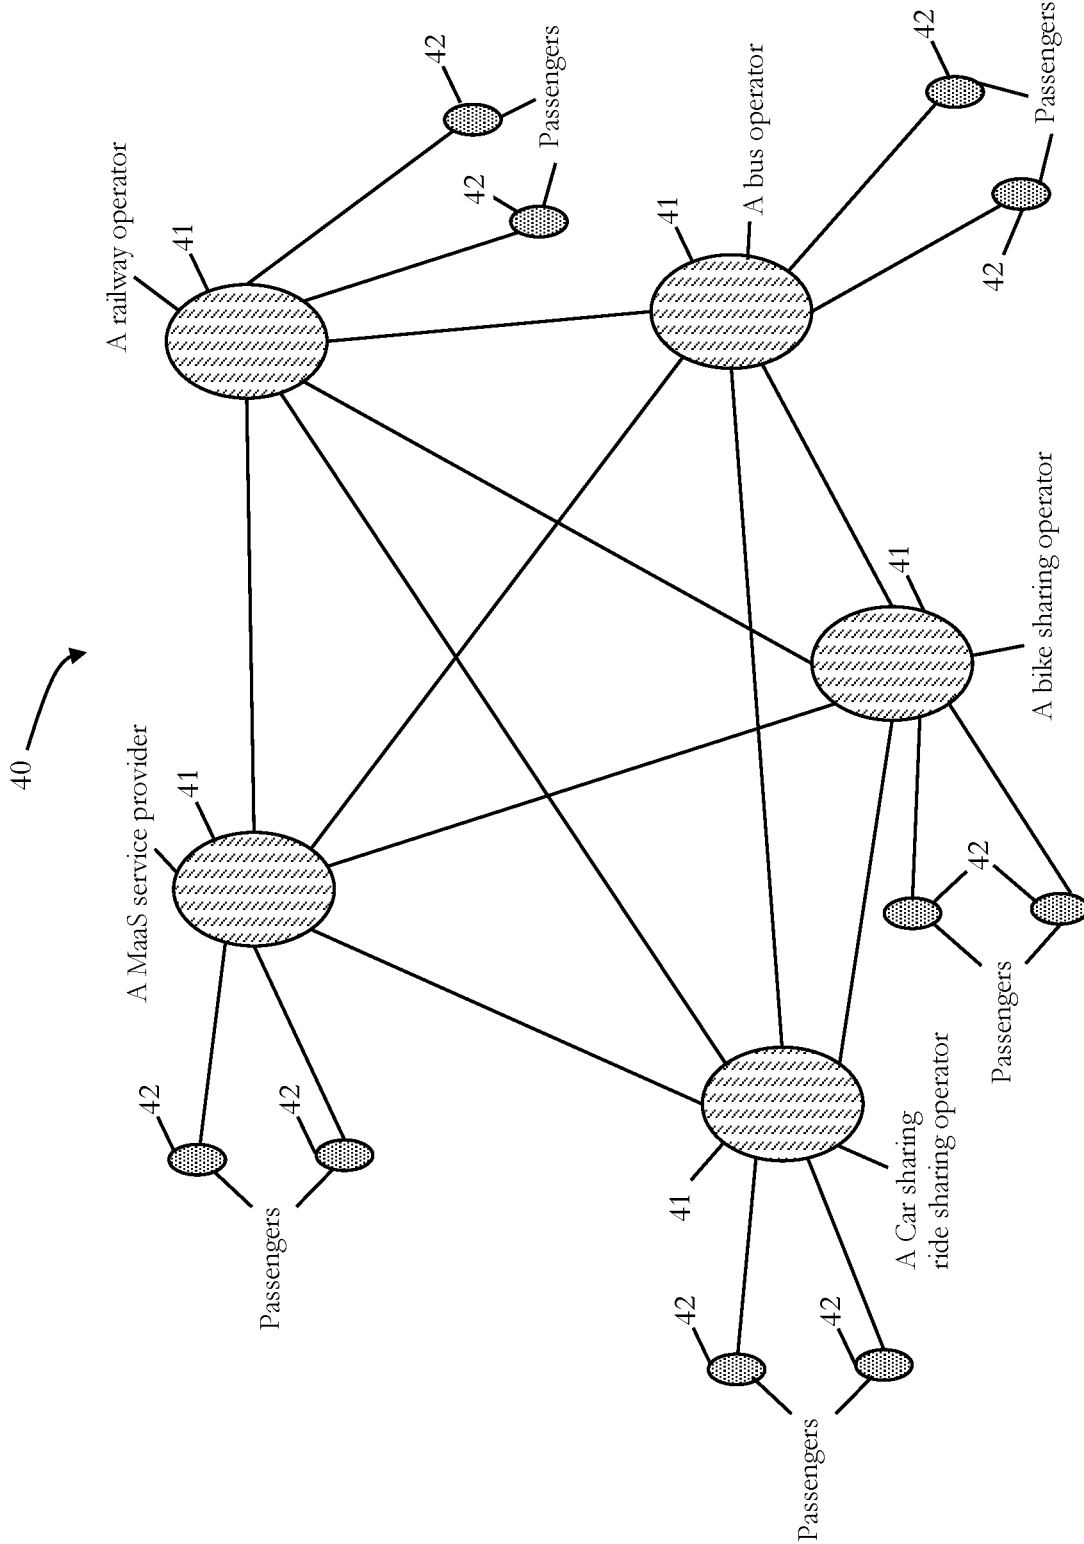 40
A MaaS service provider
A railway operator
42
41
41
42
Passengers
42
42
Passengers
41
41
42
A bus operator
42
Passengers
41
42
A Car sharing
ride sharing operator
42
42
Passengers
A bike sharing operator
Passengers